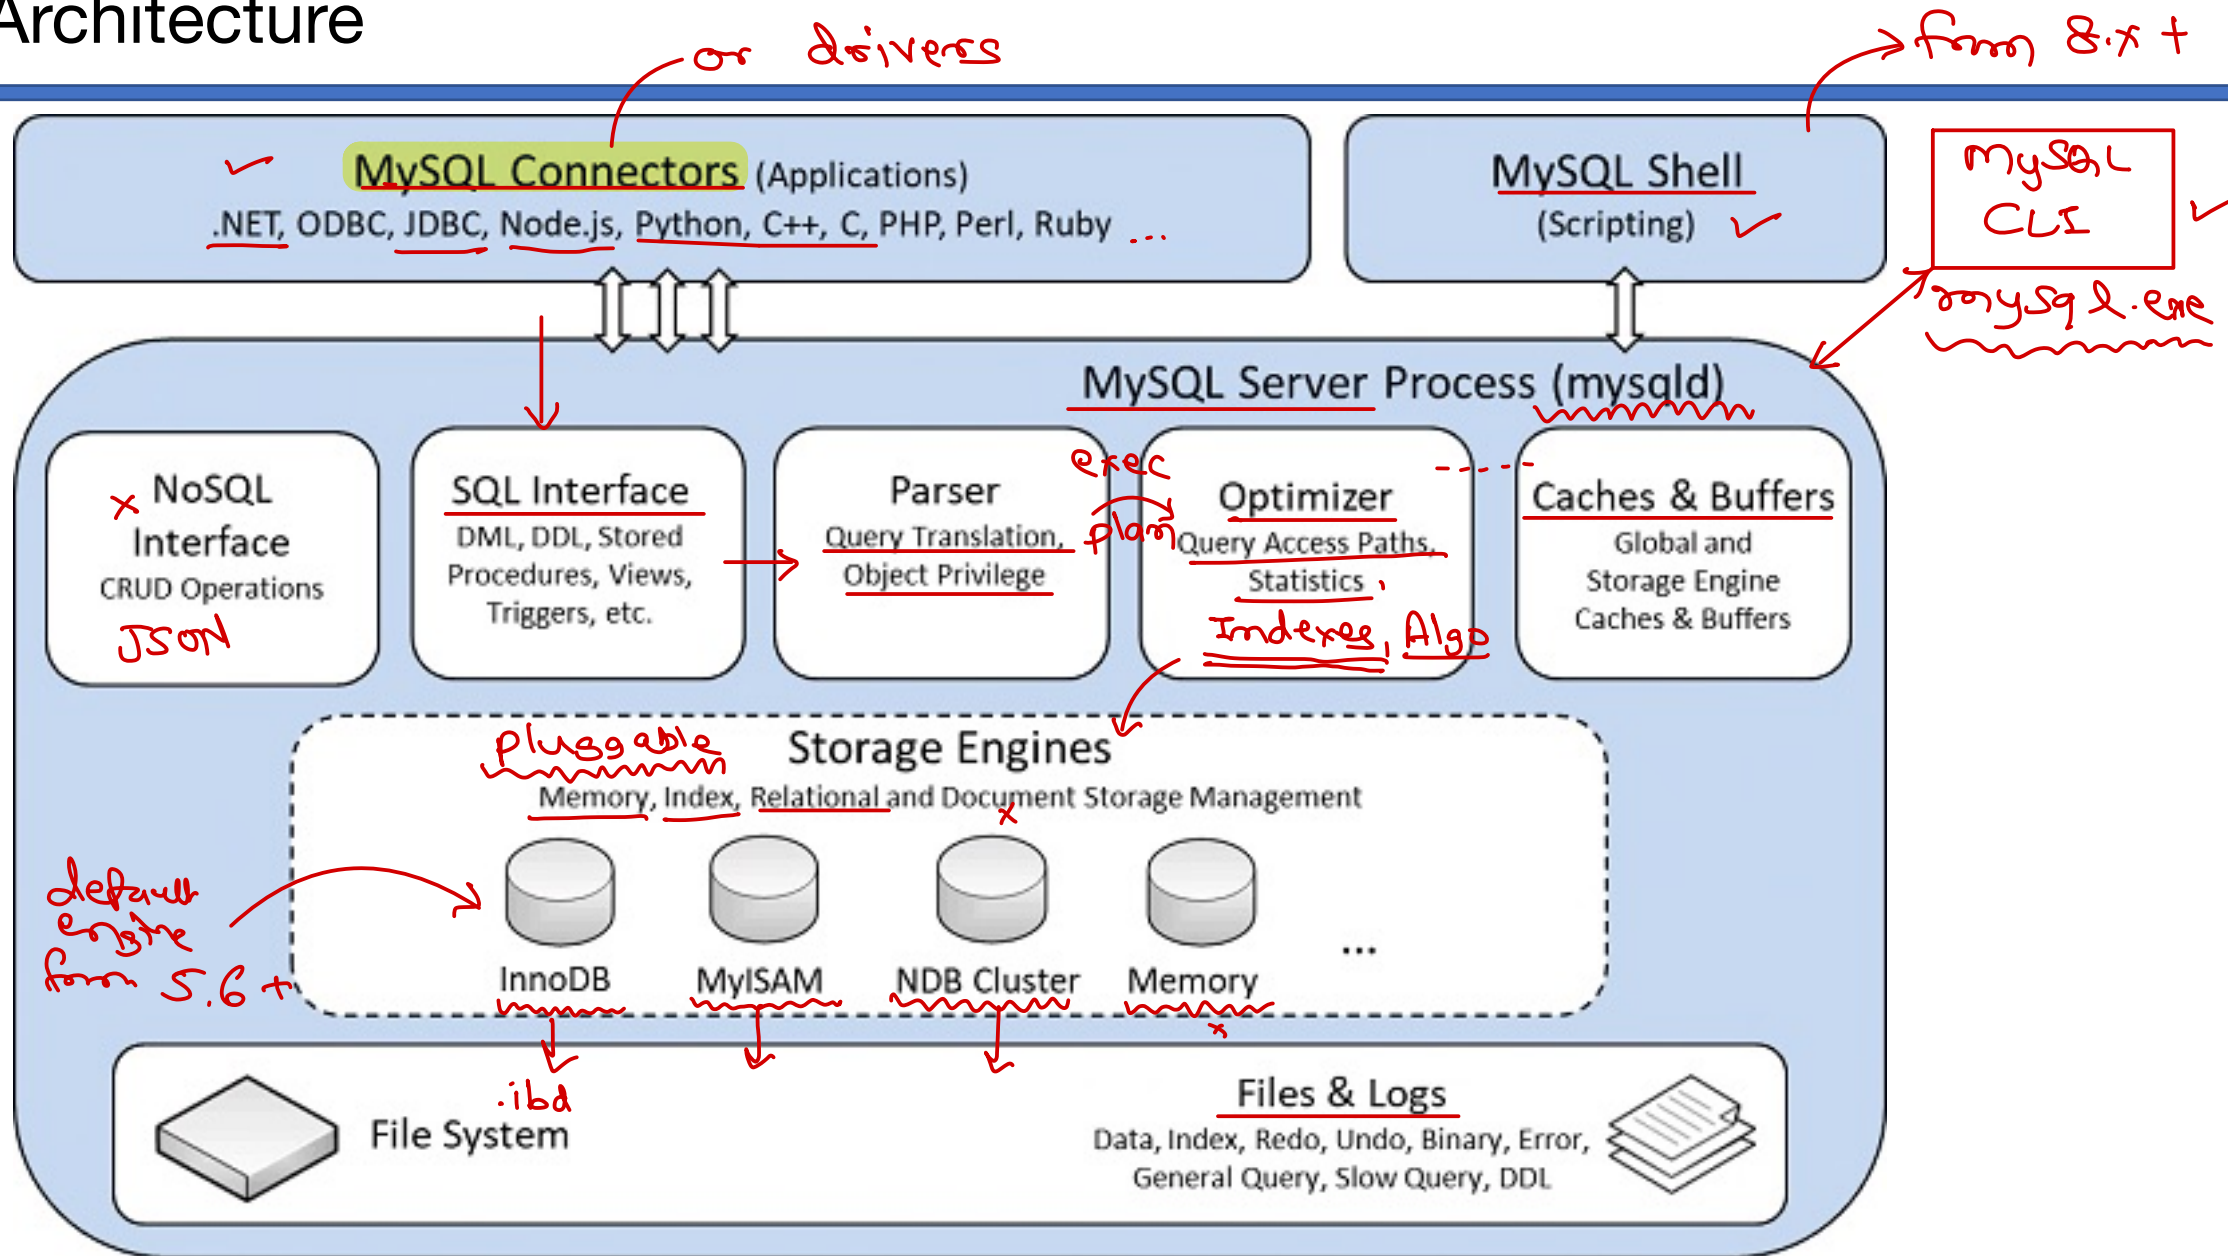 Architecture
or drivers
from 8.x +
MySQL Connectors (Applications)
.NET, ODBC, JDBC, Node.js, Python, C++, C, PHP, Perl, Ruby ...
MySQL Shell
(Scripting)
MySQL
CLI
mysql.exe
MySQL Server Process (mysqld)
NoSQL
Interface
CRUD Operations
JSON
SQL Interface
DML, DDL, Stored
Procedures, Views,
Triggers, etc.
Parser
Query Translation,
Object Privilege
exec
plan
Optimizer
Query Access Paths,
Statistics ,
Indexes, Algo
Caches & Buffers
Global and
Storage Engine
Caches & Buffers
pluggable
Storage Engines
Memory, Index, Relational and Document Storage Management
default
engine
from 5.6 +
InnoDB
MyISAM
NDB Cluster
Memory
...
.ibd
File System
Files & Logs
Data, Index, Redo, Undo, Binary, Error,
General Query, Slow Query, DDL